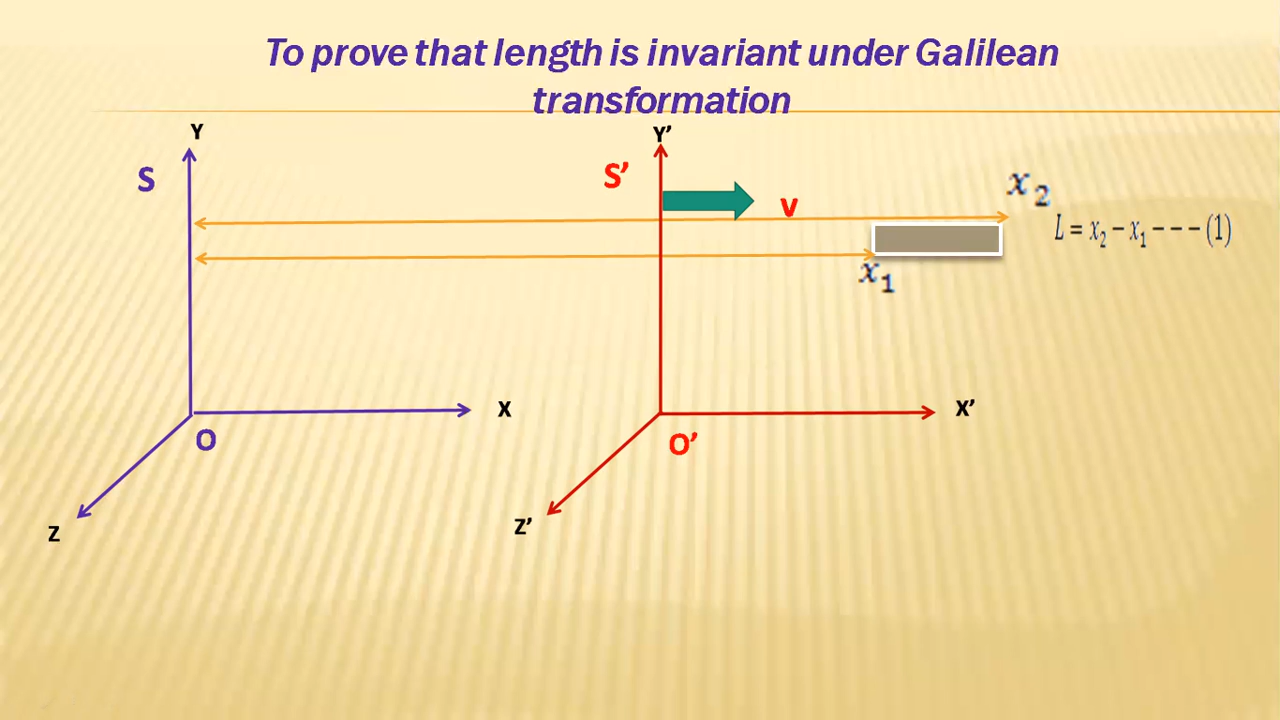 To prove that length is invariant under Galilean
transformation
Y
Y’
S
S’
v
x₂
L = x₂ − x₁ − − − (1)
x₁
X
X’
O
O’
Z
Z’